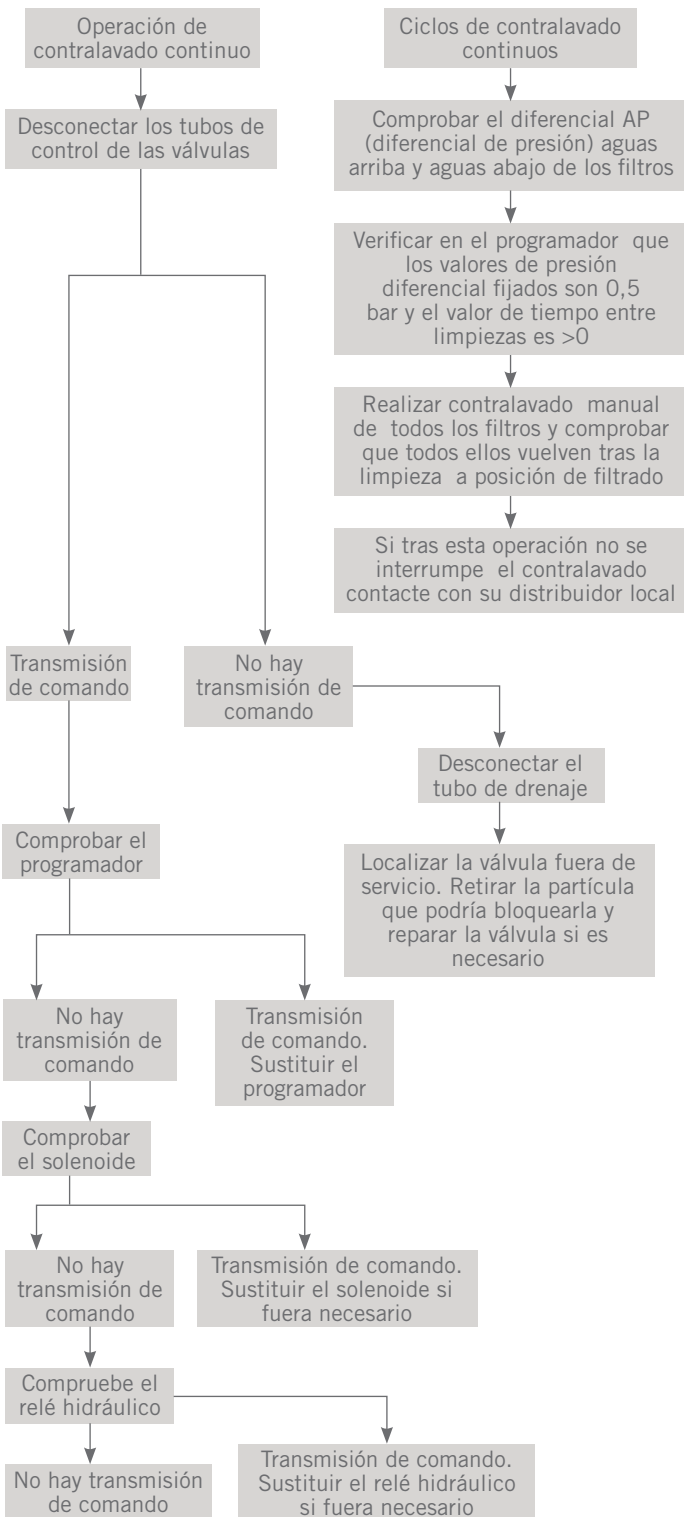 Operación de
contralavado continuo
Desconectar los tubos de
control de las válvulas
Ciclos de contralavado
continuos
Comprobar el diferencial AP
(diferencial de presión) aguas
arriba y aguas abajo de los filtros
Verificar en el programador que
los valores de presión
diferencial fijados son 0,5
bar y el valor de tiempo entre
limpiezas es >0
Realizar contralavado manual
de todos los filtros y comprobar
que todos ellos vuelven tras la
limpieza a posición de filtrado
Si tras esta operación no se
interrumpe el contralavado
contacte con su distribuidor local
Transmisión
de comando
No hay
transmisión de
comando
Desconectar el
tubo de drenaje
Localizar la válvula fuera de
servicio. Retirar la partícula
que podría bloquearla y
reparar la válvula si es
necesario
Comprobar el
programador
No hay
transmisión de
comando
Transmisión
de comando.
Sustituir el
programador
Comprobar
el solenoide
No hay
transmisión de
comando
Transmisión de comando.
Sustituir el solenoide si
fuera necesario
Compruebe el
relé hidráulico
No hay transmisión
de comando
Transmisión de comando.
Sustituir el relé hidráulico
si fuera necesario